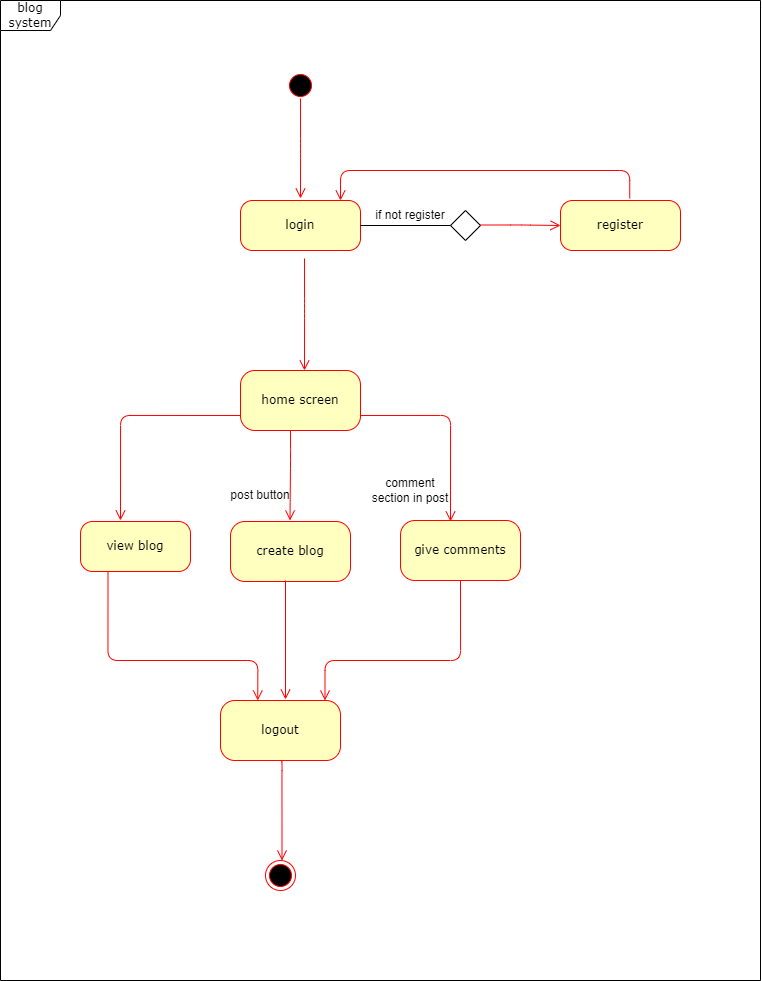 blog
system
if not register
login
register
home screen
comment
section in post
post button
view blog
create blog
give comments
logout